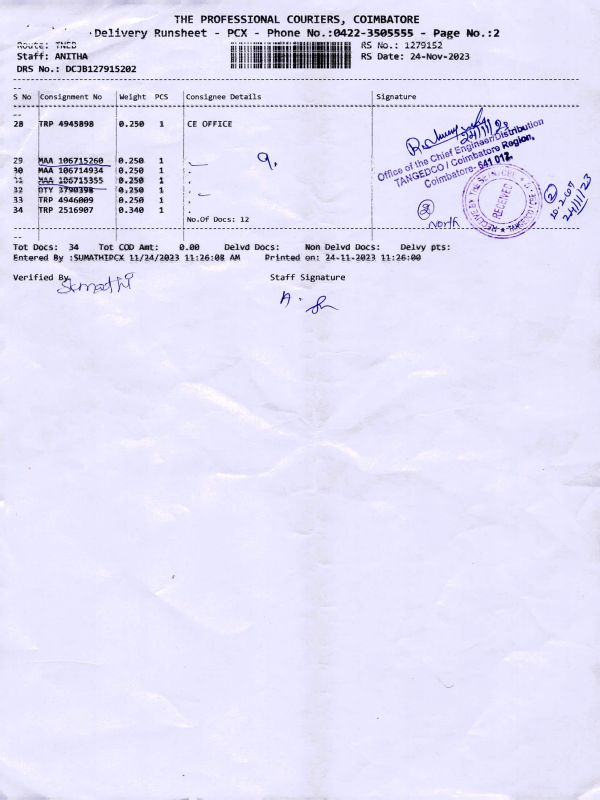 THE PROFESSIONAL COURIERS, COIMBATORE
Delivery Runsheet - PCX - Phone No.:0422-3505555 - Page No.:2
Route: TNEB
RS No.: 1279152
Staff: ANITHA
RS Date: 24-Nov-2023
DRS No.: DCJB127915202
S No Consignment No Weight PCS Consignee Details Signature
28 TRP 4945898 0.250 1 CE OFFICE
29 MAA 106715260 0.250 1
30 MAA 106714934 0.250 1
31 MAA 106715355 0.250 1
32 DTY 3790398 0.250 1
33 TRP 4946009 0.250 1
34 TRP 2516907 0.340 1
9.
No.Of Docs: 12
24/11/23
Office of the Chief Engineer/Distribution
TANGEDCO / Coimbatore Region,
Coimbatore- 641 012.
RECEIVED
North
24/11/23
Tot Docs: 34 Tot COD Amt: 0.00 Delvd Docs: Non Delvd Docs: Delvy pts:
Entered By :SUMATHIPCX 11/24/2023 11:26:08 AM Printed on: 24-11-2023 11:26:00
Verified By
Sumathi
Staff Signature